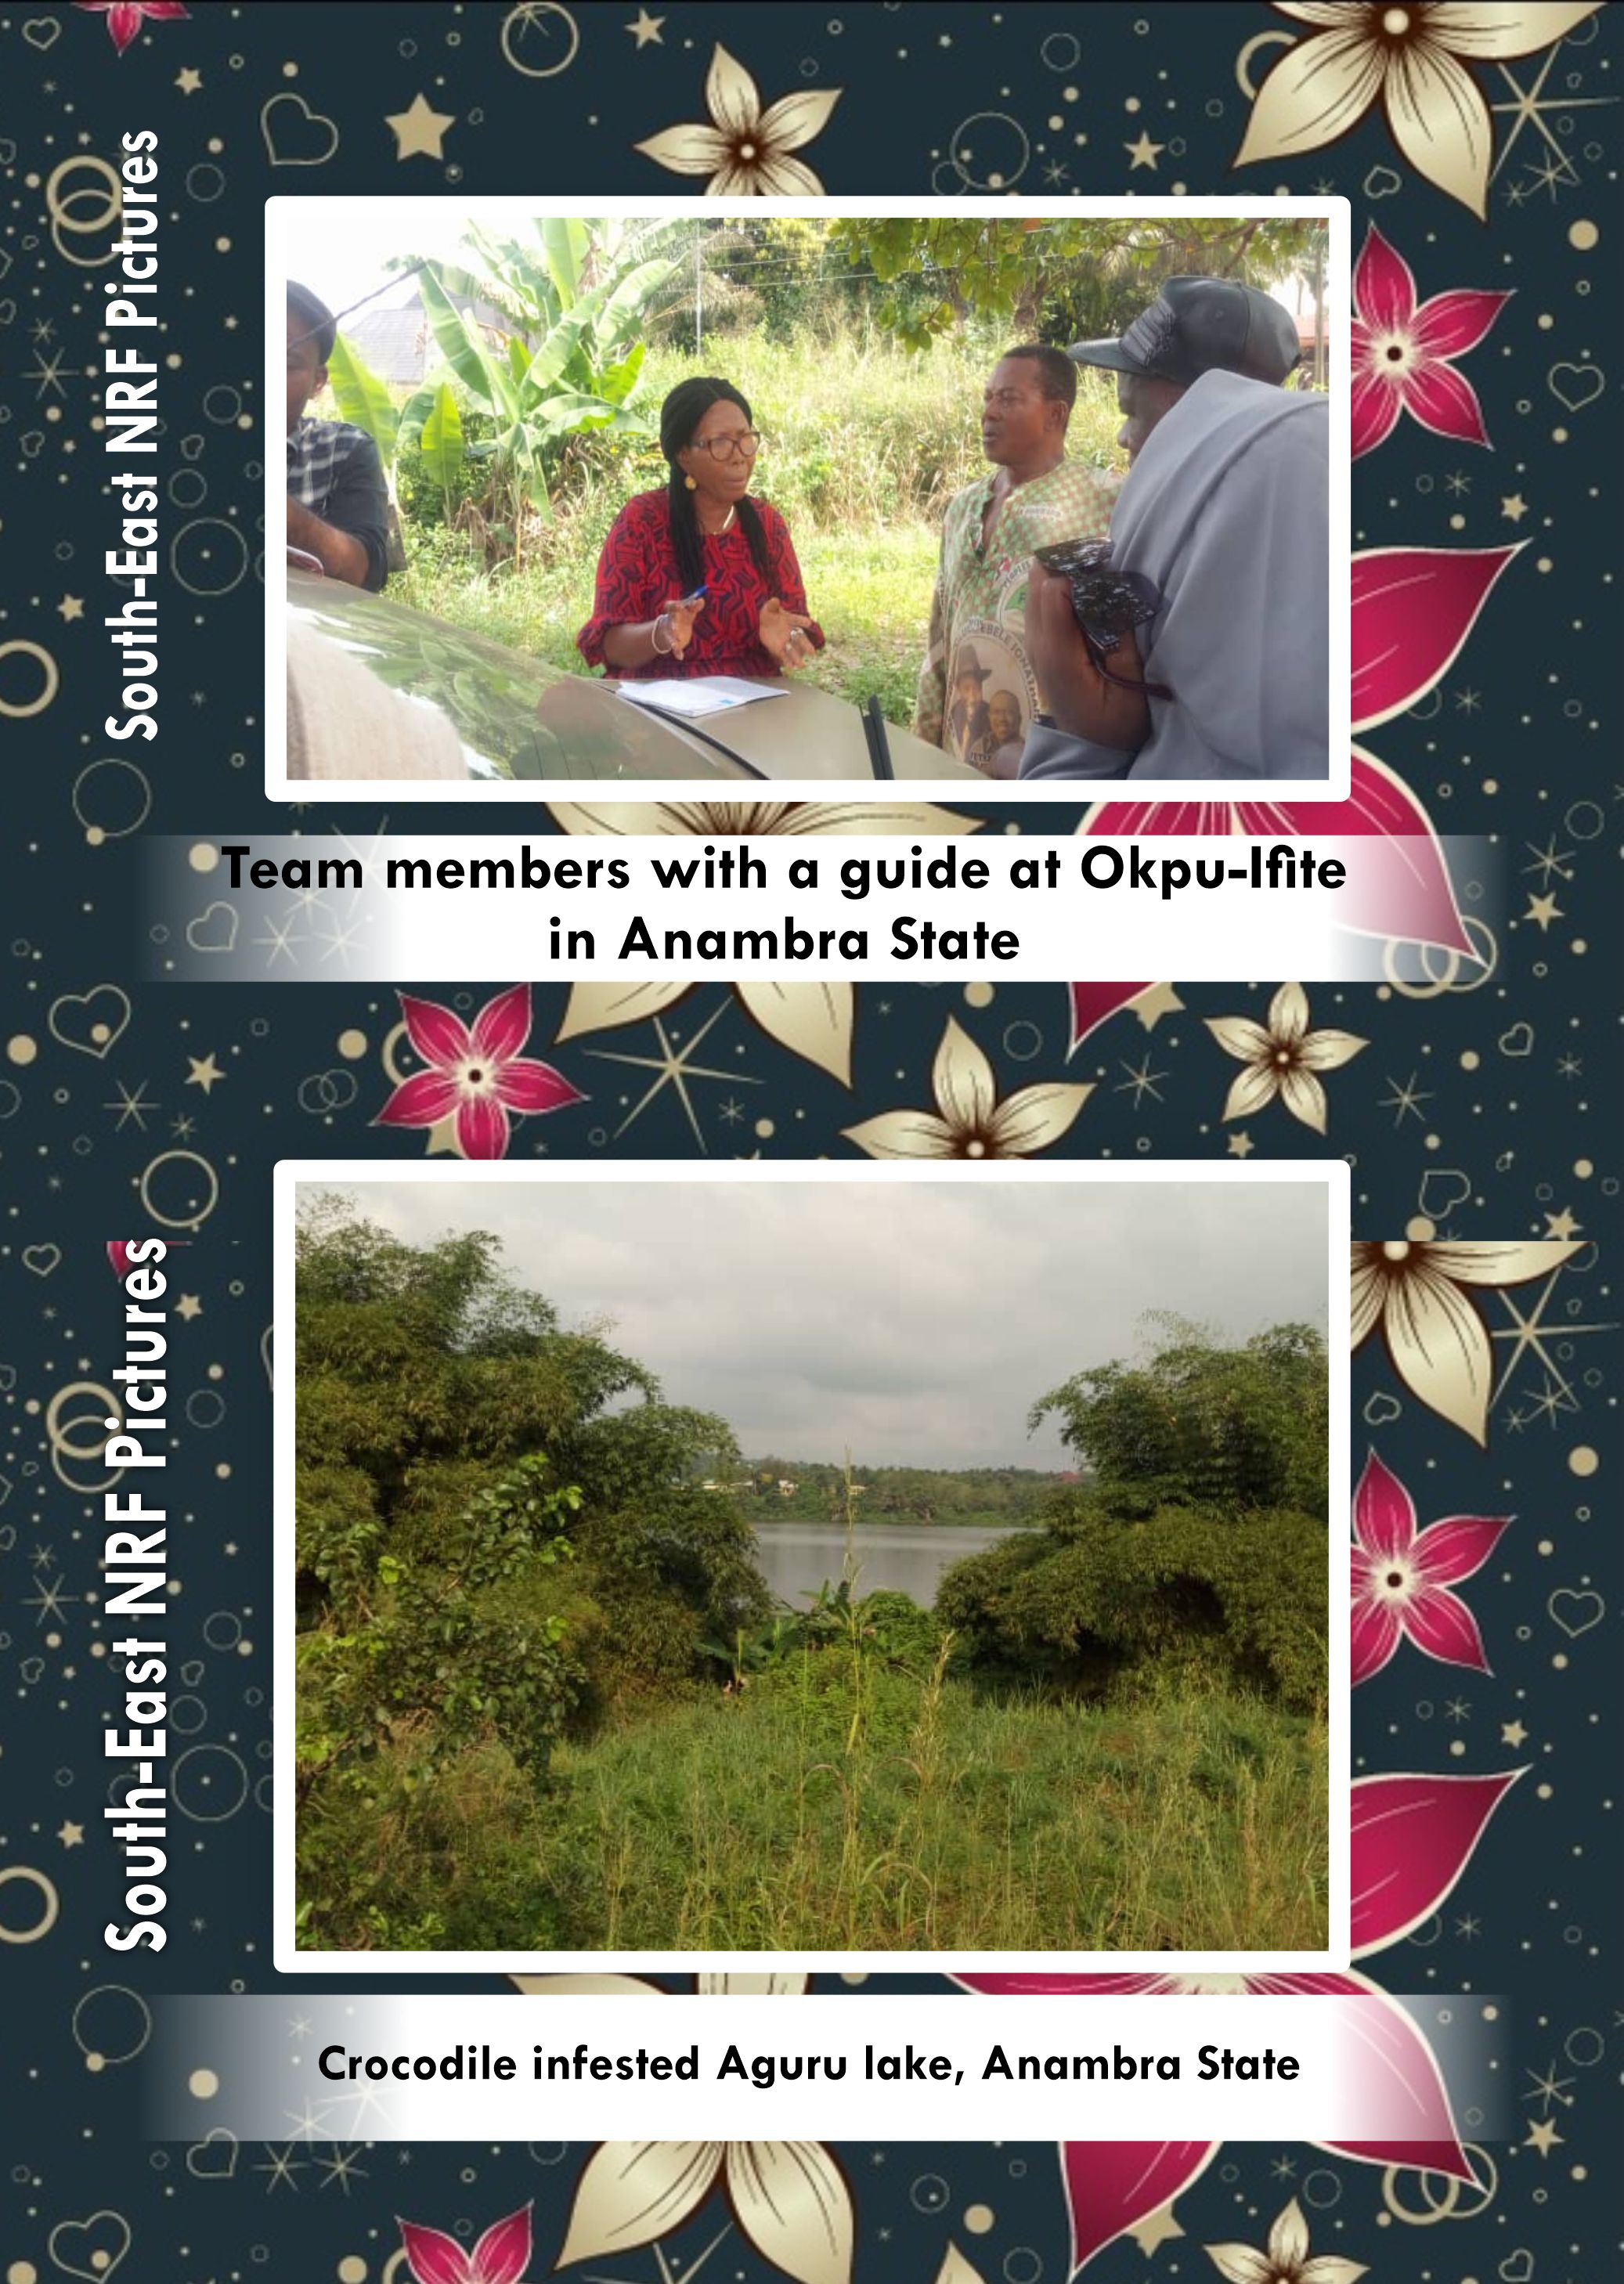 South-East NRF Pictures
Team members with a guide at Okpu-Ifite
in Anambra State
South-East NRF Pictures
Crocodile infested Aguru lake, Anambra State